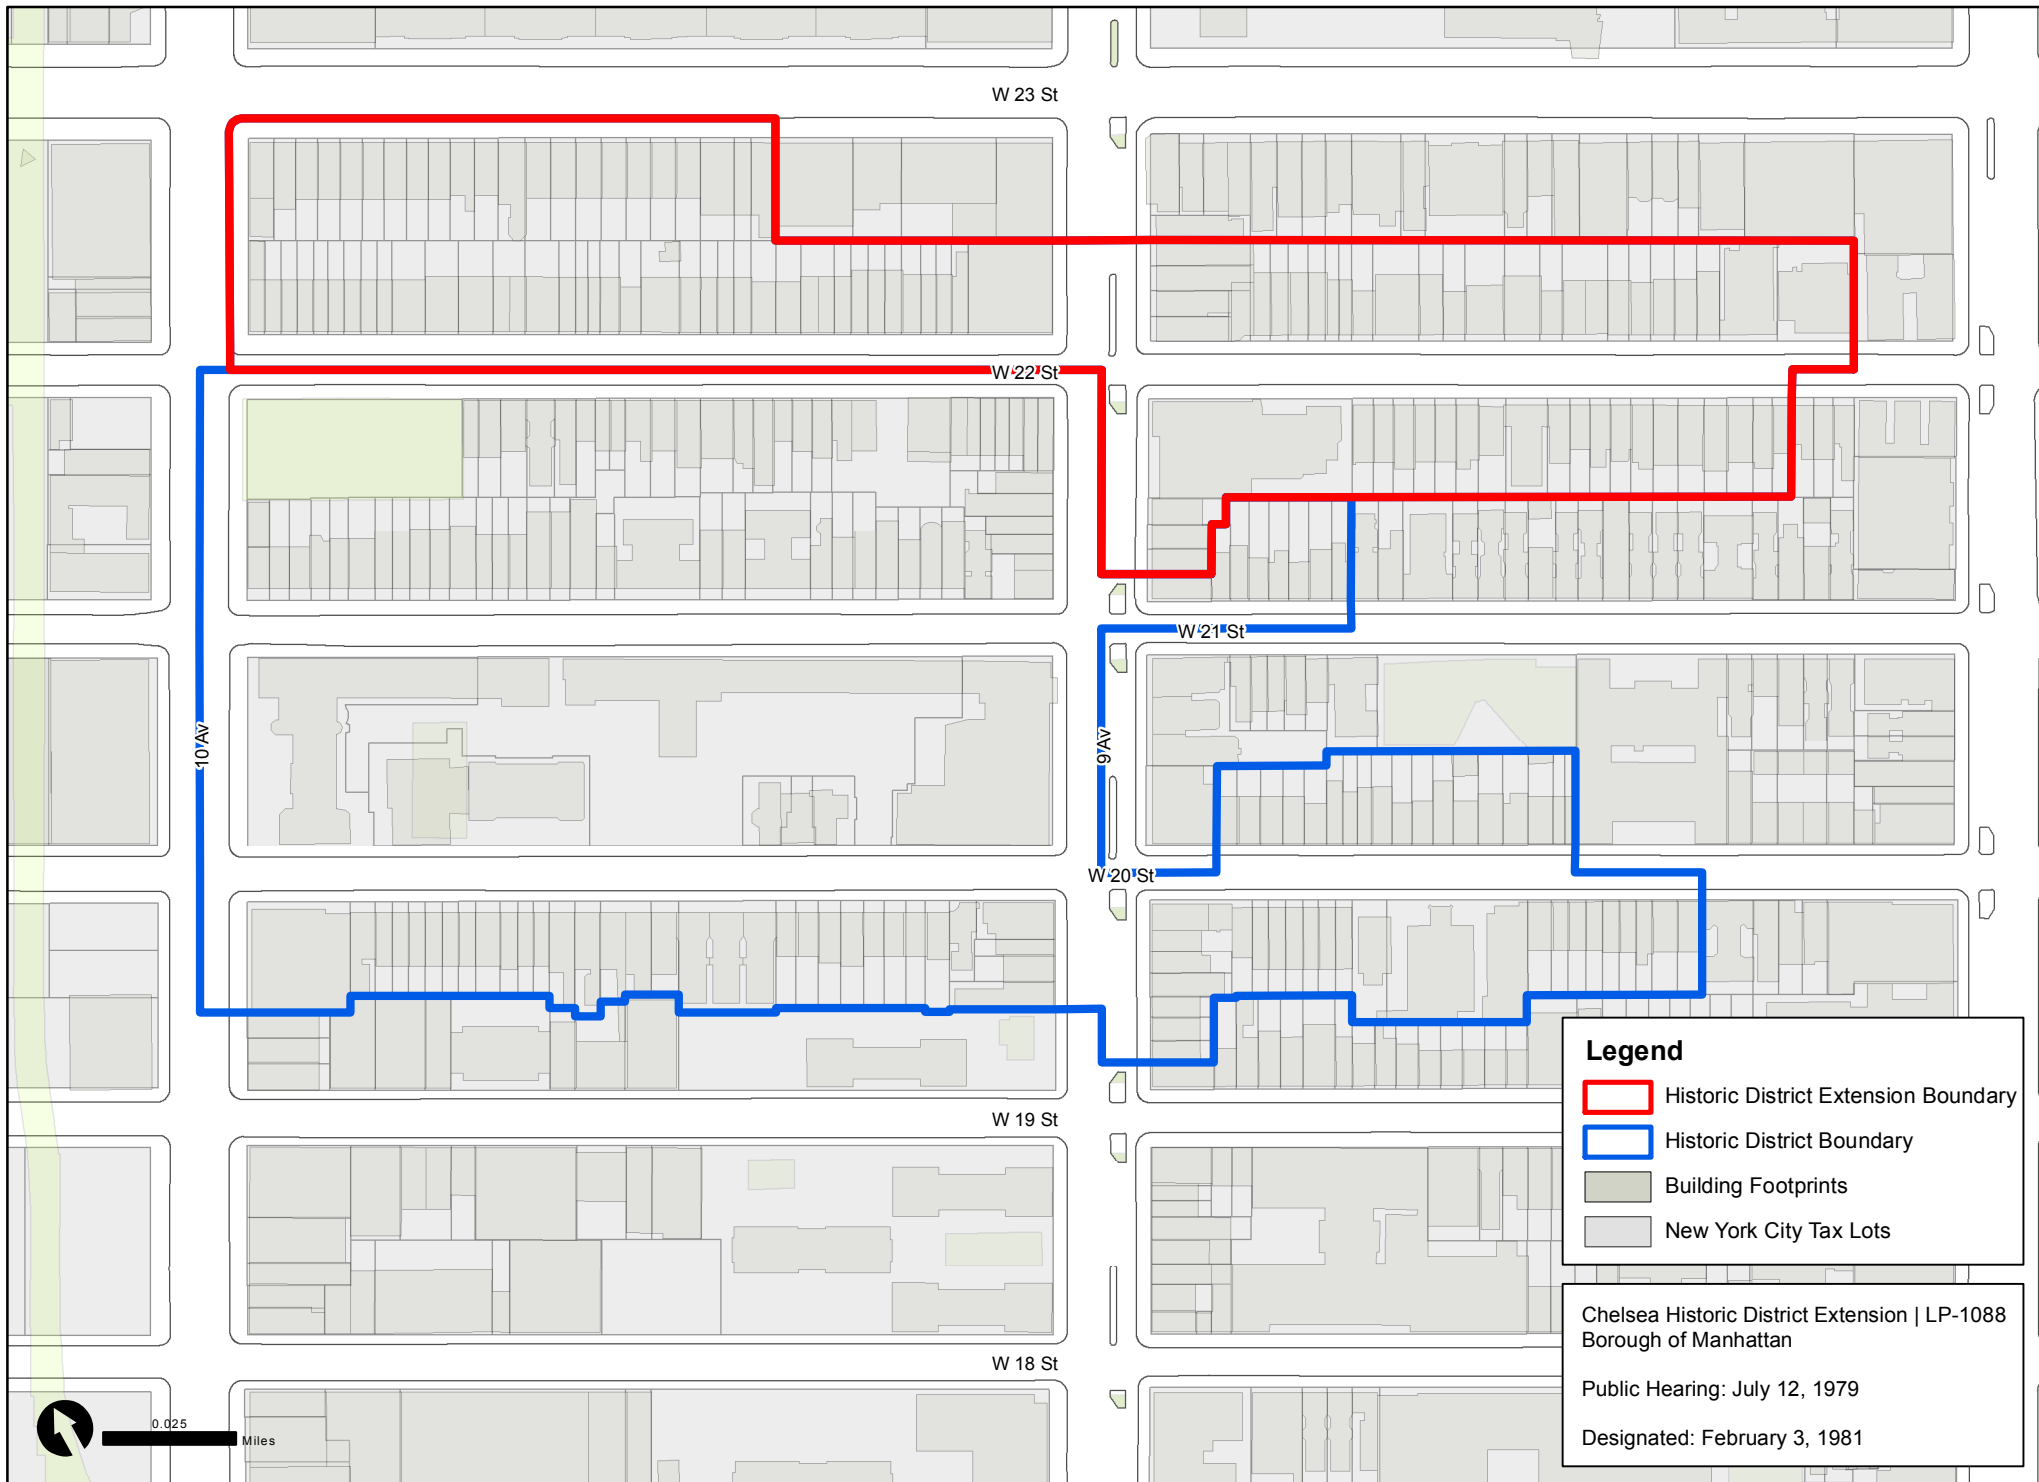 W 23 St
W 22 St
W 21 St
10 Av
9 Av
W 20 St
W 19 St
W 18 St
Legend
Historic District Extension Boundary
Historic District Boundary
Building Footprints
New York City Tax Lots
Chelsea Historic District Extension | LP-1088
Borough of Manhattan
Public Hearing: July 12, 1979
Designated: February 3, 1981
0.025
Miles